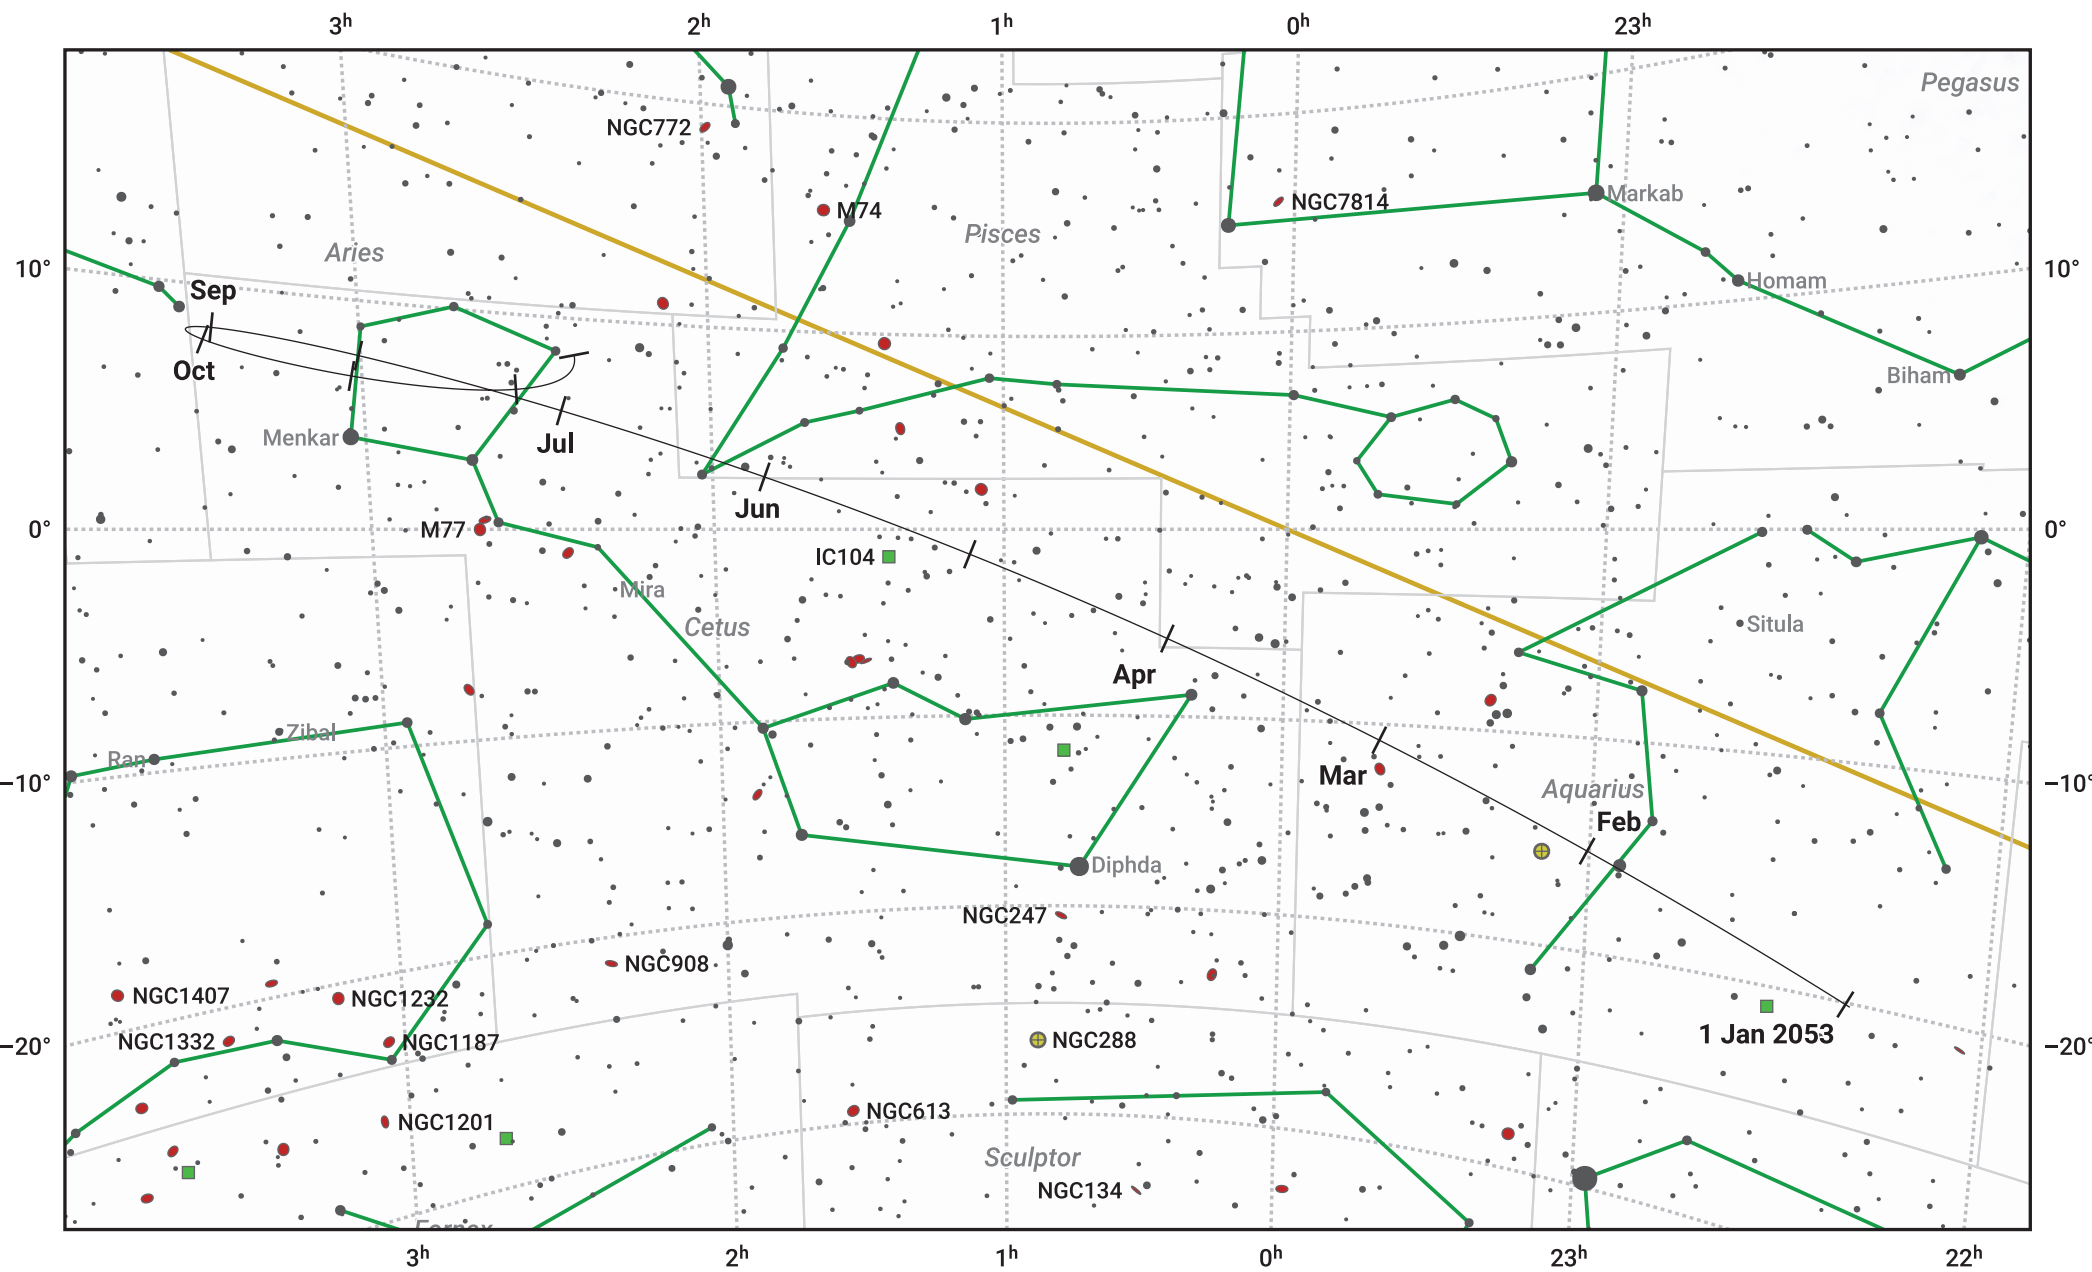 3ʰ 2ʰ 1ʰ 0ʰ 23ʰ
Pegasus
NGC772
M74
NGC7814
Markab
Pisces
Aries
10° 10°
Homam
Sep
Oct
Biham
Menkar
Jul
Jun
M77
0° 0°
IC104
Mira
Cetus
Situla
Apr
Zibal
Ran
Mar
−10° −10°
Aquarius
Feb
Diphda
NGC247
NGC908
NGC1407
NGC1232
1 Jan 2053
NGC1332
NGC1187
NGC288
−20° −20°
NGC613
NGC1201
Sculptor
NGC134
Fornax
3ʰ 2ʰ 1ʰ 0ʰ 23ʰ 22ʰ